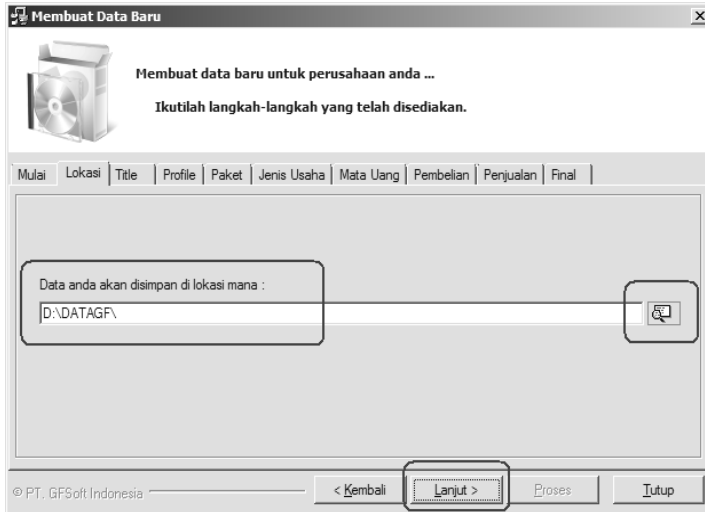 Membuat Data Baru
Membuat data baru untuk perusahaan anda ...
Ikutilah langkah-langkah yang telah disediakan.
Mulai Lokasi Title Profile Paket Jenis Usaha Mata Uang Pembelian Penjualan Final
Data anda akan disimpan di lokasi mana :
D:\DATAGF\
© PT. GFSoft Indonesia < Kembali Lanjut > Proses Tutup